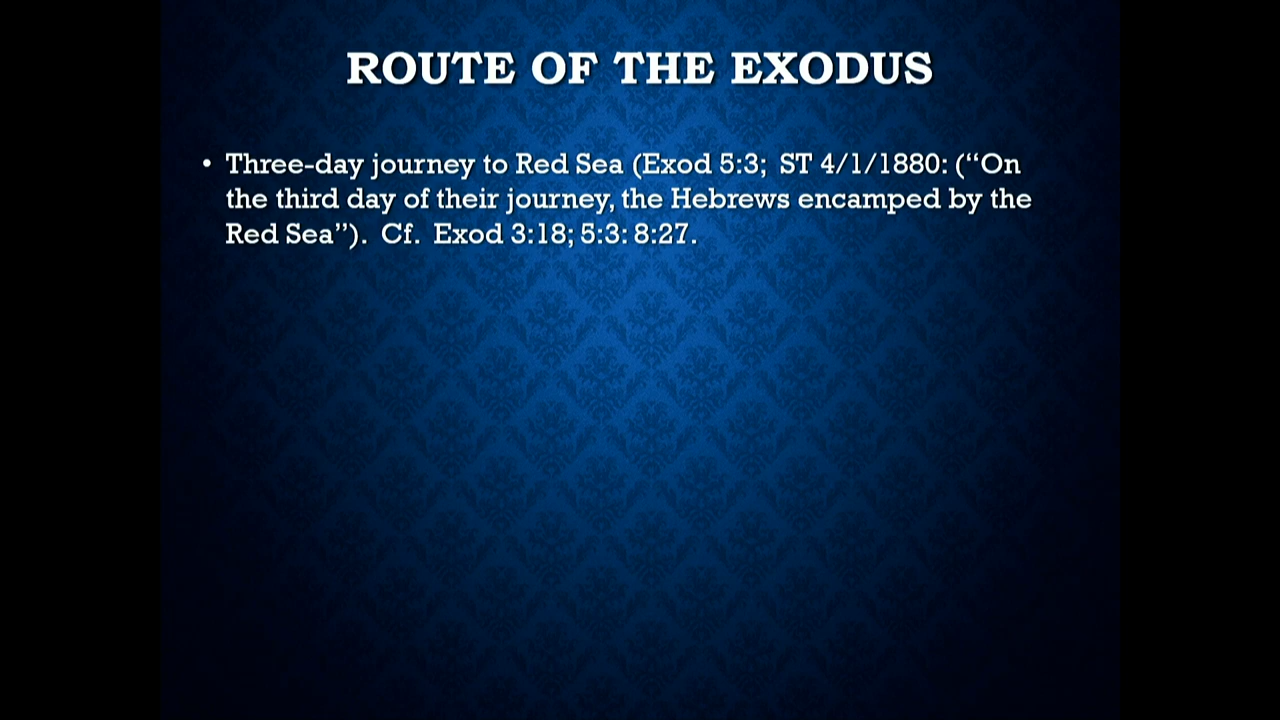 ROUTE OF THE EXODUS
• Three-day journey to Red Sea (Exod 5:3; ST 4/1/1880: (“On
the third day of their journey, the Hebrews encamped by the
Red Sea”). Cf. Exod 3:18; 5:3: 8:27.